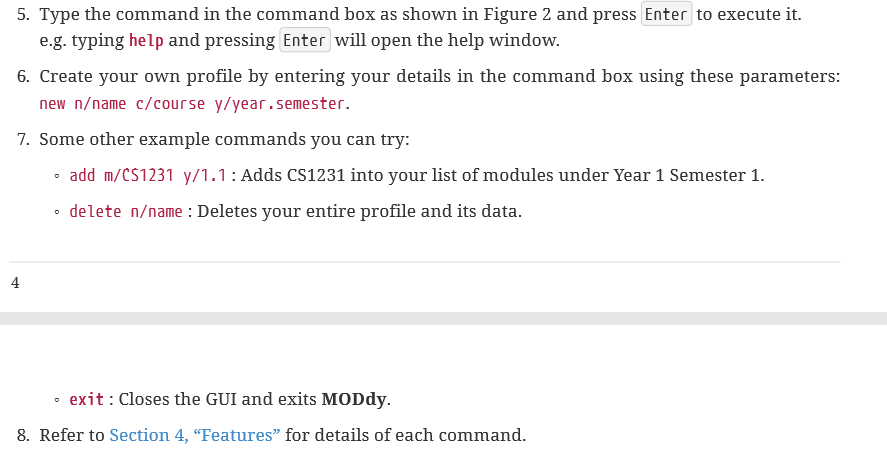 5. Type the command in the command box as shown in Figure 2 and press Enter to execute it.
e.g. typing help and pressing Enter will open the help window.
6. Create your own profile by entering your details in the command box using these parameters:
new n/name c/course y/year.semester.
7. Some other example commands you can try:
◦ add m/CS1231 y/1.1 : Adds CS1231 into your list of modules under Year 1 Semester 1.
◦ delete n/name : Deletes your entire profile and its data.
4
◦ exit : Closes the GUI and exits MODdy.
8. Refer to Section 4, “Features” for details of each command.